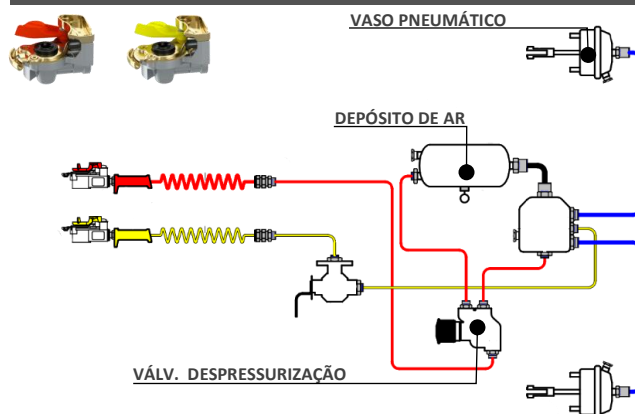 VASO PNEUMÁTICO
DEPÓSITO DE AR
VÁLV. DESPRESSURIZAÇÃO